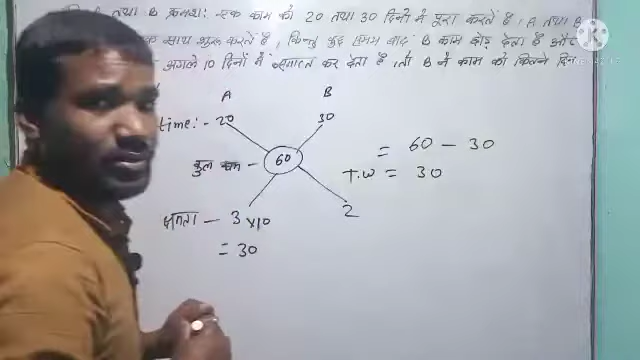 A तथा B क्रमशः एक काम को 20 तथा 30 दिनों में पूरा करते है, A तथा B
साथ शुरू करते है, किन्तु कुछ समय बाद B काम छोड़ देता है और
अगले 10 दिनों में समाप्त कर देता है, तो B ने काम को कितने दिन
A B
time:- 20 30
कुल काम - 60
= 60 - 30
T.W = 30
क्षमता - 3 x10 2
= 30